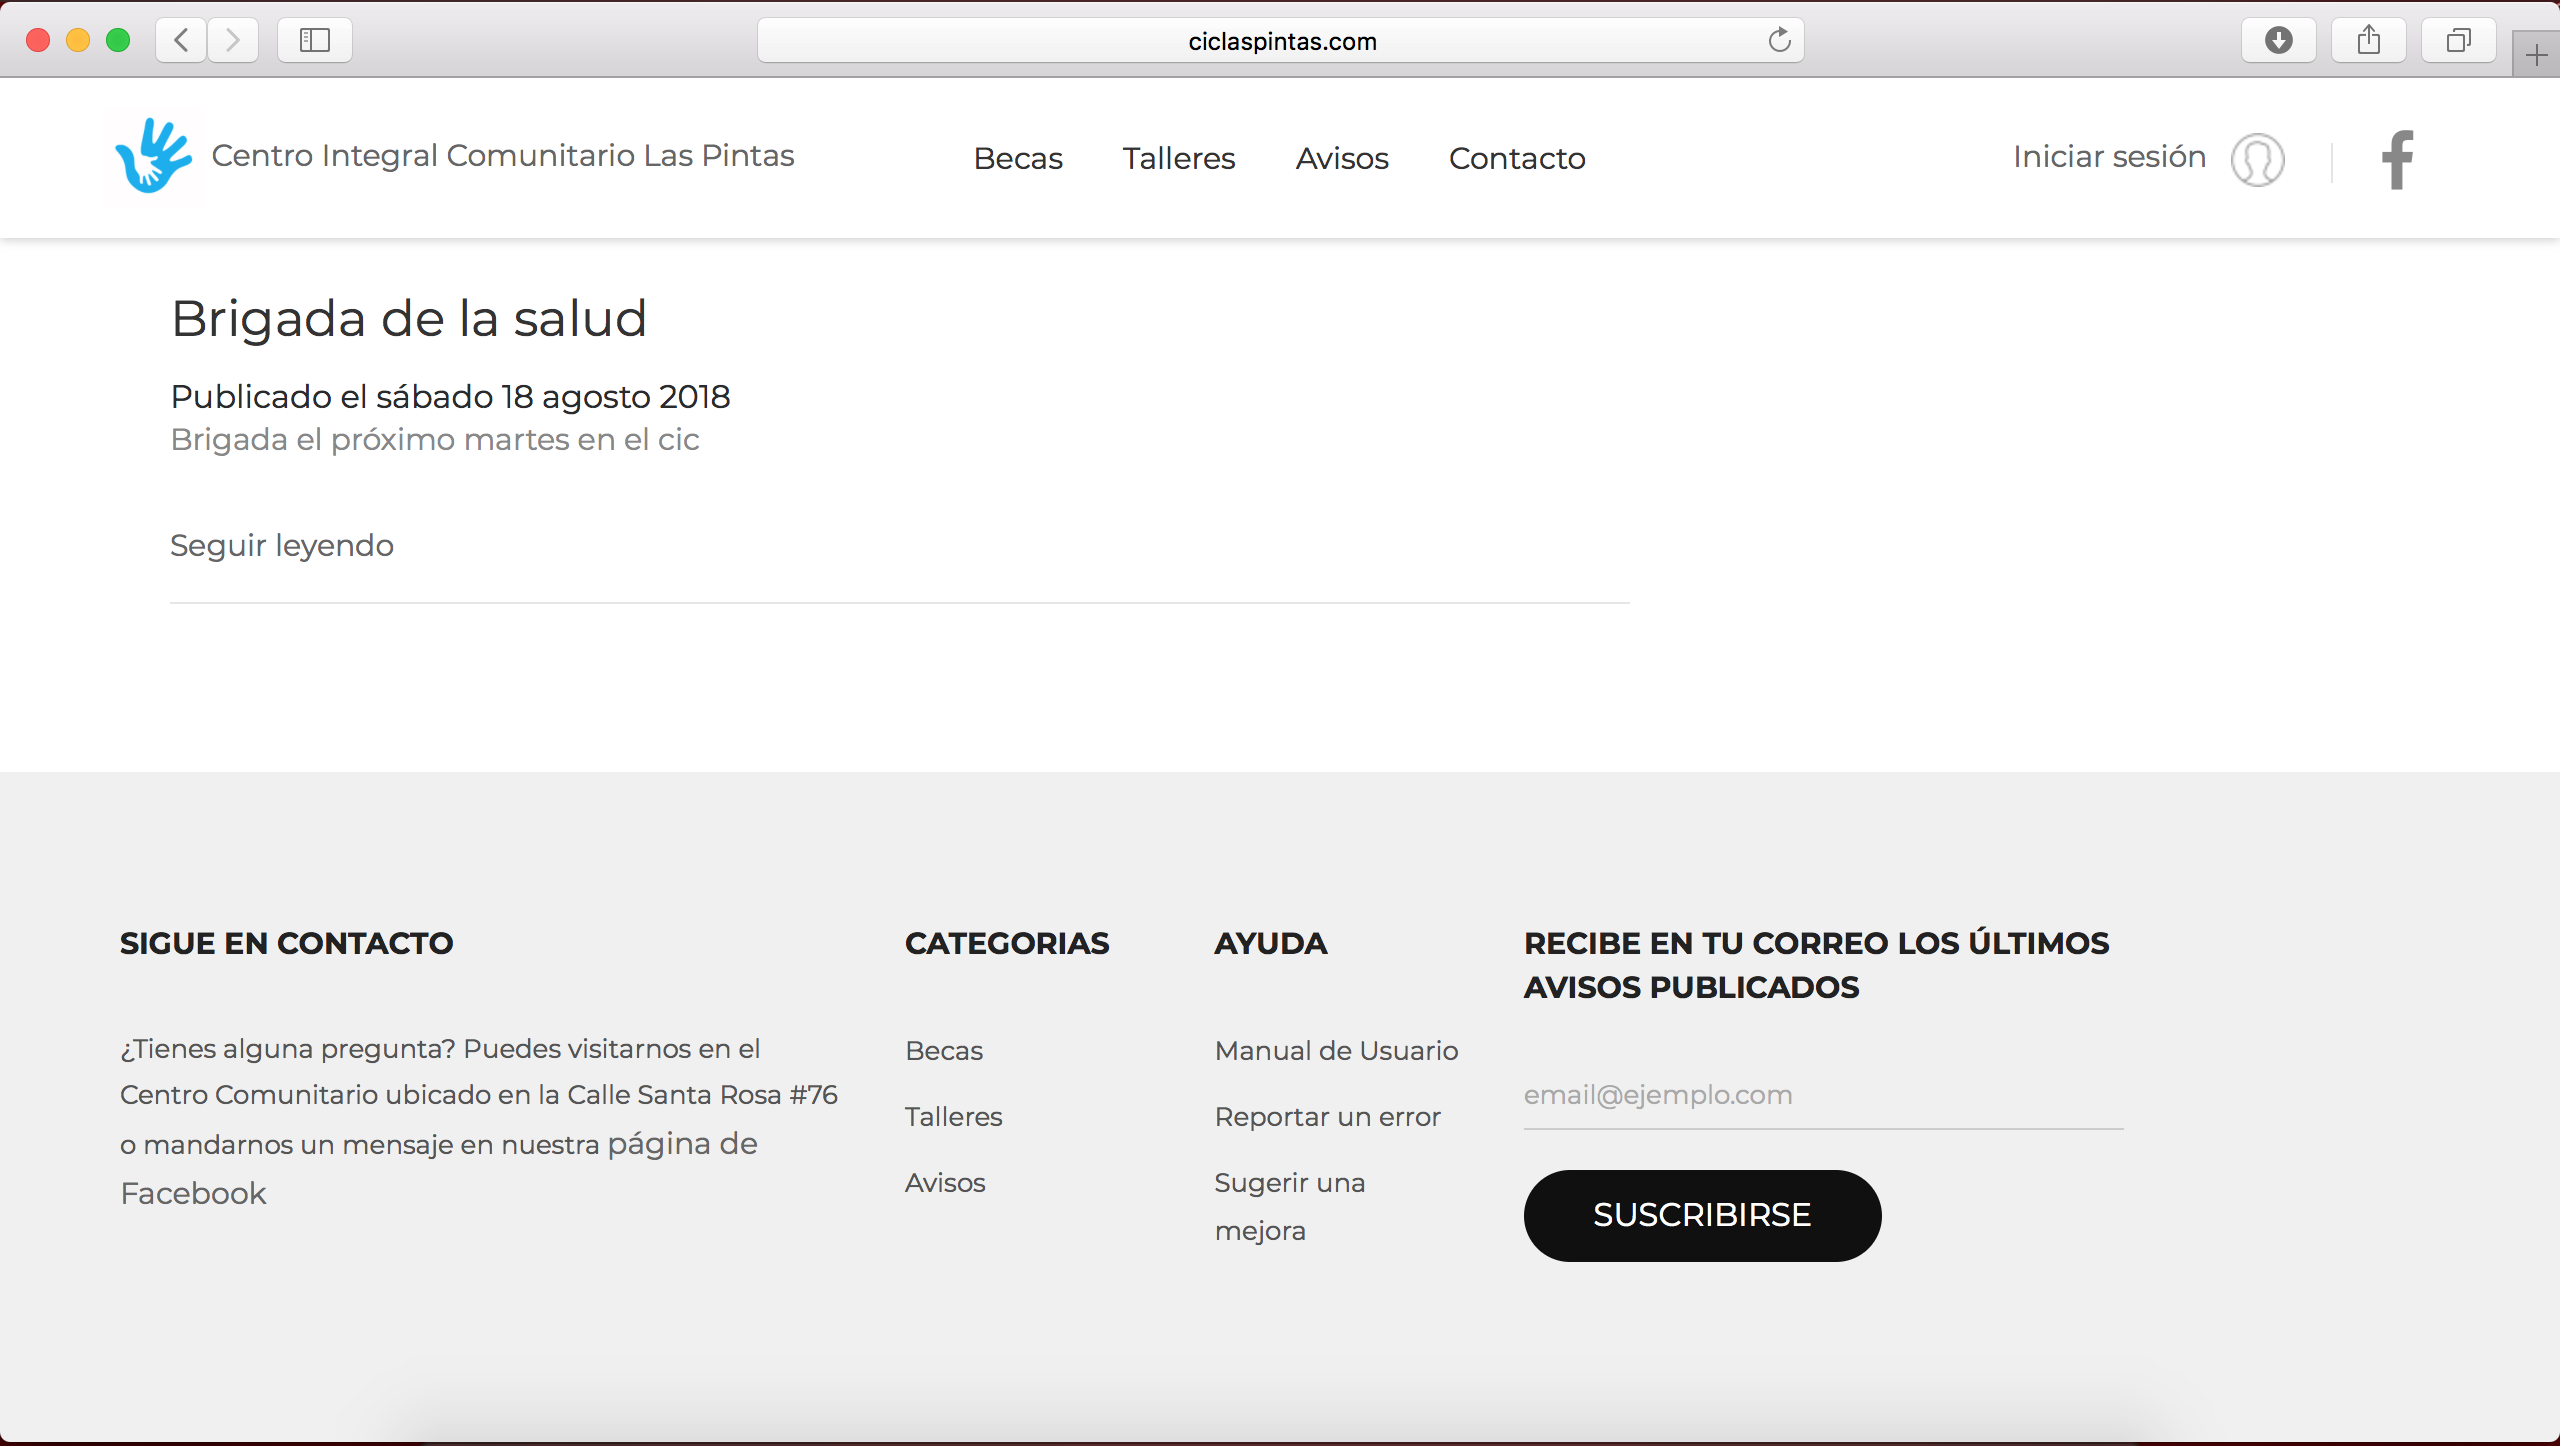 ciclaspintas.com
Centro Integral Comunitario Las Pintas
Becas
Talleres
Avisos
Contacto
Iniciar sesión
Brigada de la salud
Publicado el sábado 18 agosto 2018
Brigada el próximo martes en el cic
Seguir leyendo
SIGUE EN CONTACTO
¿Tienes alguna pregunta? Puedes visitarnos en el
Centro Comunitario ubicado en la Calle Santa Rosa #76
o mandarnos un mensaje en nuestra página de
Facebook
CATEGORIAS
Becas
Talleres
Avisos
AYUDA
Manual de Usuario
Reportar un error
Sugerir una
mejora
RECIBE EN TU CORREO LOS ÚLTIMOS
AVISOS PUBLICADOS
email@ejemplo.com
SUSCRIBIRSE